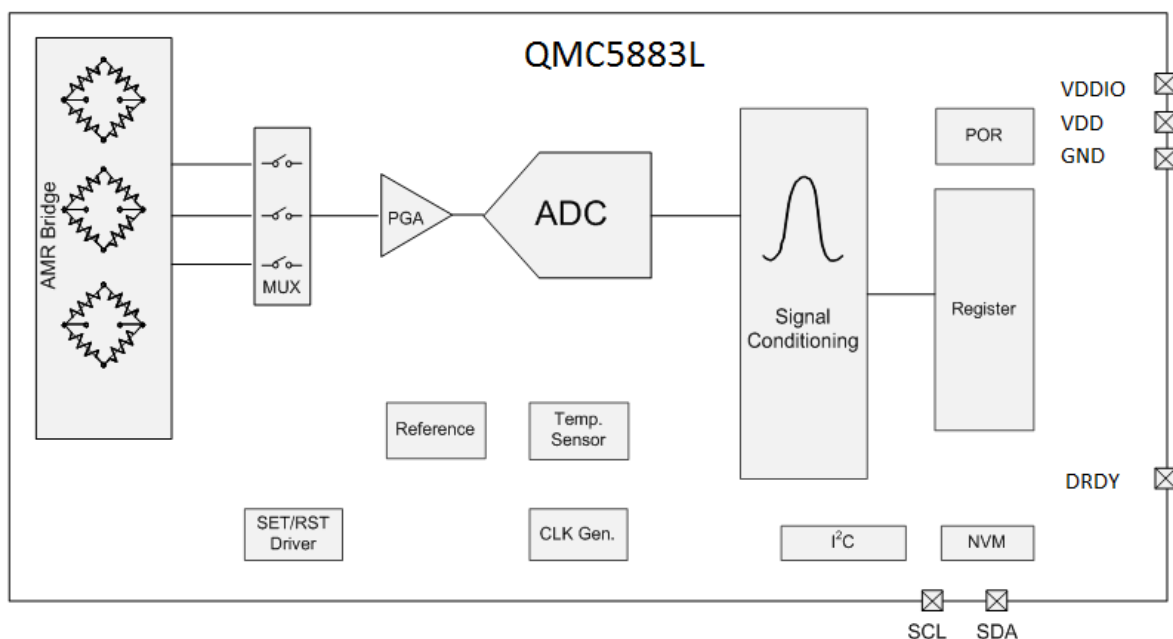 QMC5883L
AMR Bridge
MUX
PGA
ADC
Signal
Conditioning
POR
Register
VDDIO
VDD
GND
Reference
Temp.
Sensor
DRDY
SET/RST
Driver
CLK Gen.
I²C
NVM
SCL
SDA